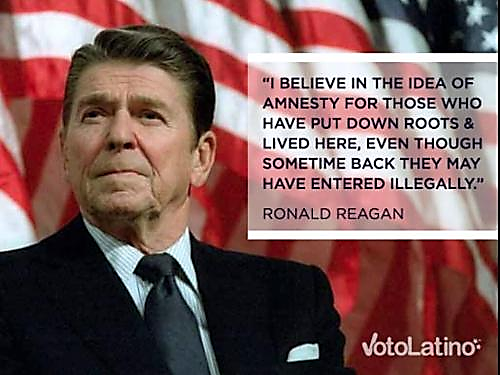 “I BELIEVE IN THE IDEA OF
AMNESTY FOR THOSE WHO
HAVE PUT DOWN ROOTS &
LIVED HERE, EVEN THOUGH
SOMETIME BACK THEY MAY
HAVE ENTERED ILLEGALLY.”
RONALD REAGAN
VotoLatino